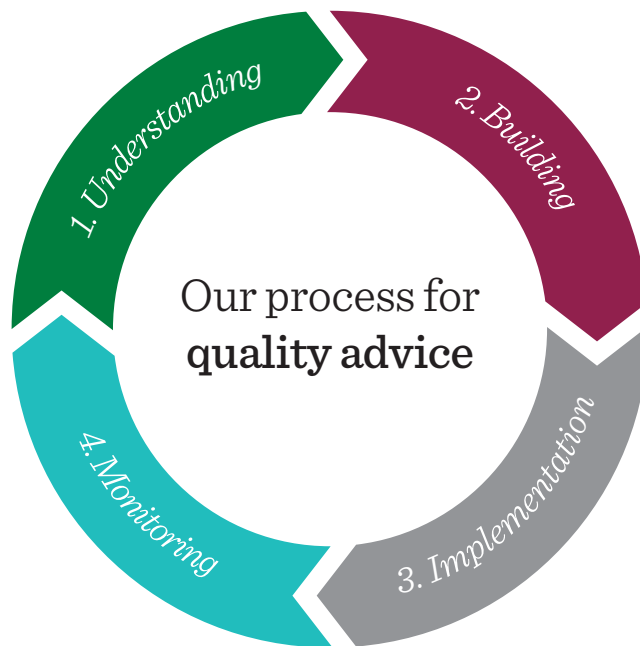 1. Understanding
2. Building
Our process for
quality advice
3. Implementation
4. Monitoring